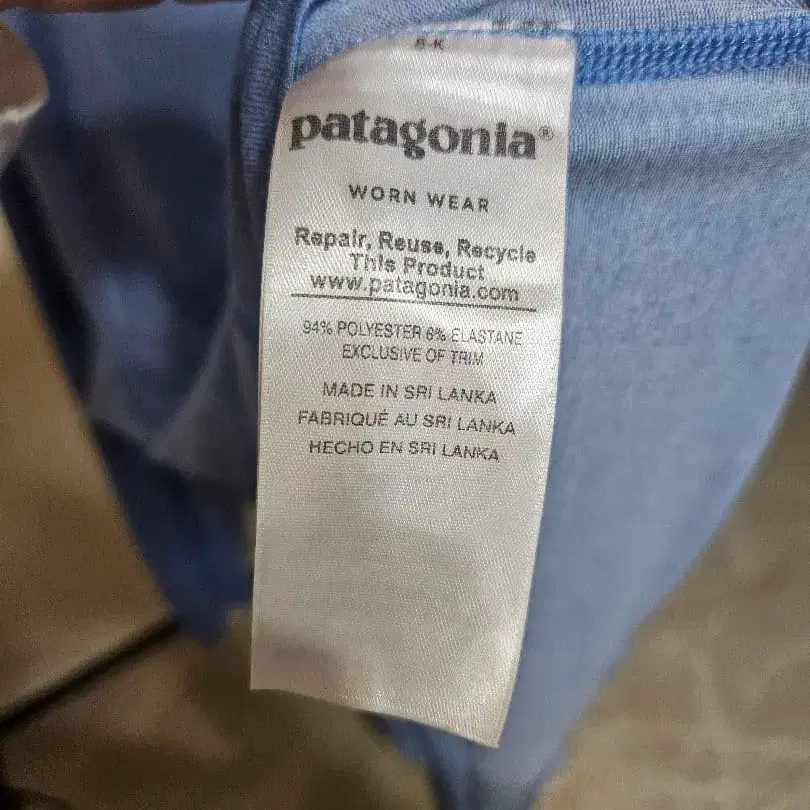 patagonia®
WORN WEAR
Repair, Reuse, Recycle
This Product
www.patagonia.com
94% POLYESTER 6% ELASTANE
EXCLUSIVE OF TRIM
MADE IN SRI LANKA
FABRIQUÉ AU SRI LANKA
HECHO EN SRI LANKA